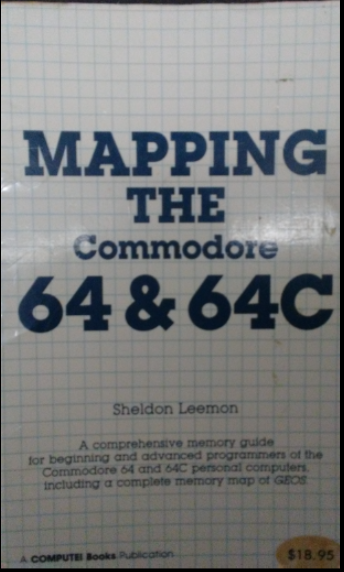 MAPPING
THE
Commodore
64 & 64C
Sheldon Leemon
A comprehensive memory guide
for beginning and advanced programmers of the
Commodore 64 and 64C personal computers,
including a complete memory map of GEOS.
A COMPUTE! Books Publication
$18.95